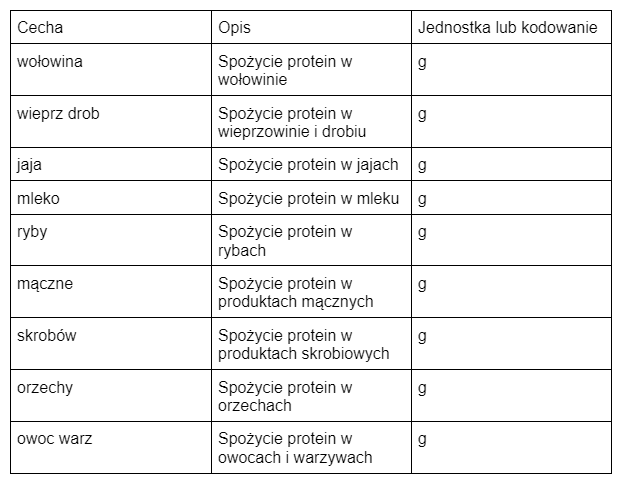 Cecha Opis Jednostka lub kodowanie
wołowina Spożycie protein w g
wołowinie
wieprz drob Spożycie protein w g
wieprzowinie i drobiu
jaja Spożycie protein w jajach g
mleko Spożycie protein w mleku g
ryby Spożycie protein w g
rybach
mączne Spożycie protein w g
produktach mącznych
skrobów Spożycie protein w g
produktach skrobiowych
orzechy Spożycie protein w g
orzechach
owoc warz Spożycie protein w g
owocach i warzywach